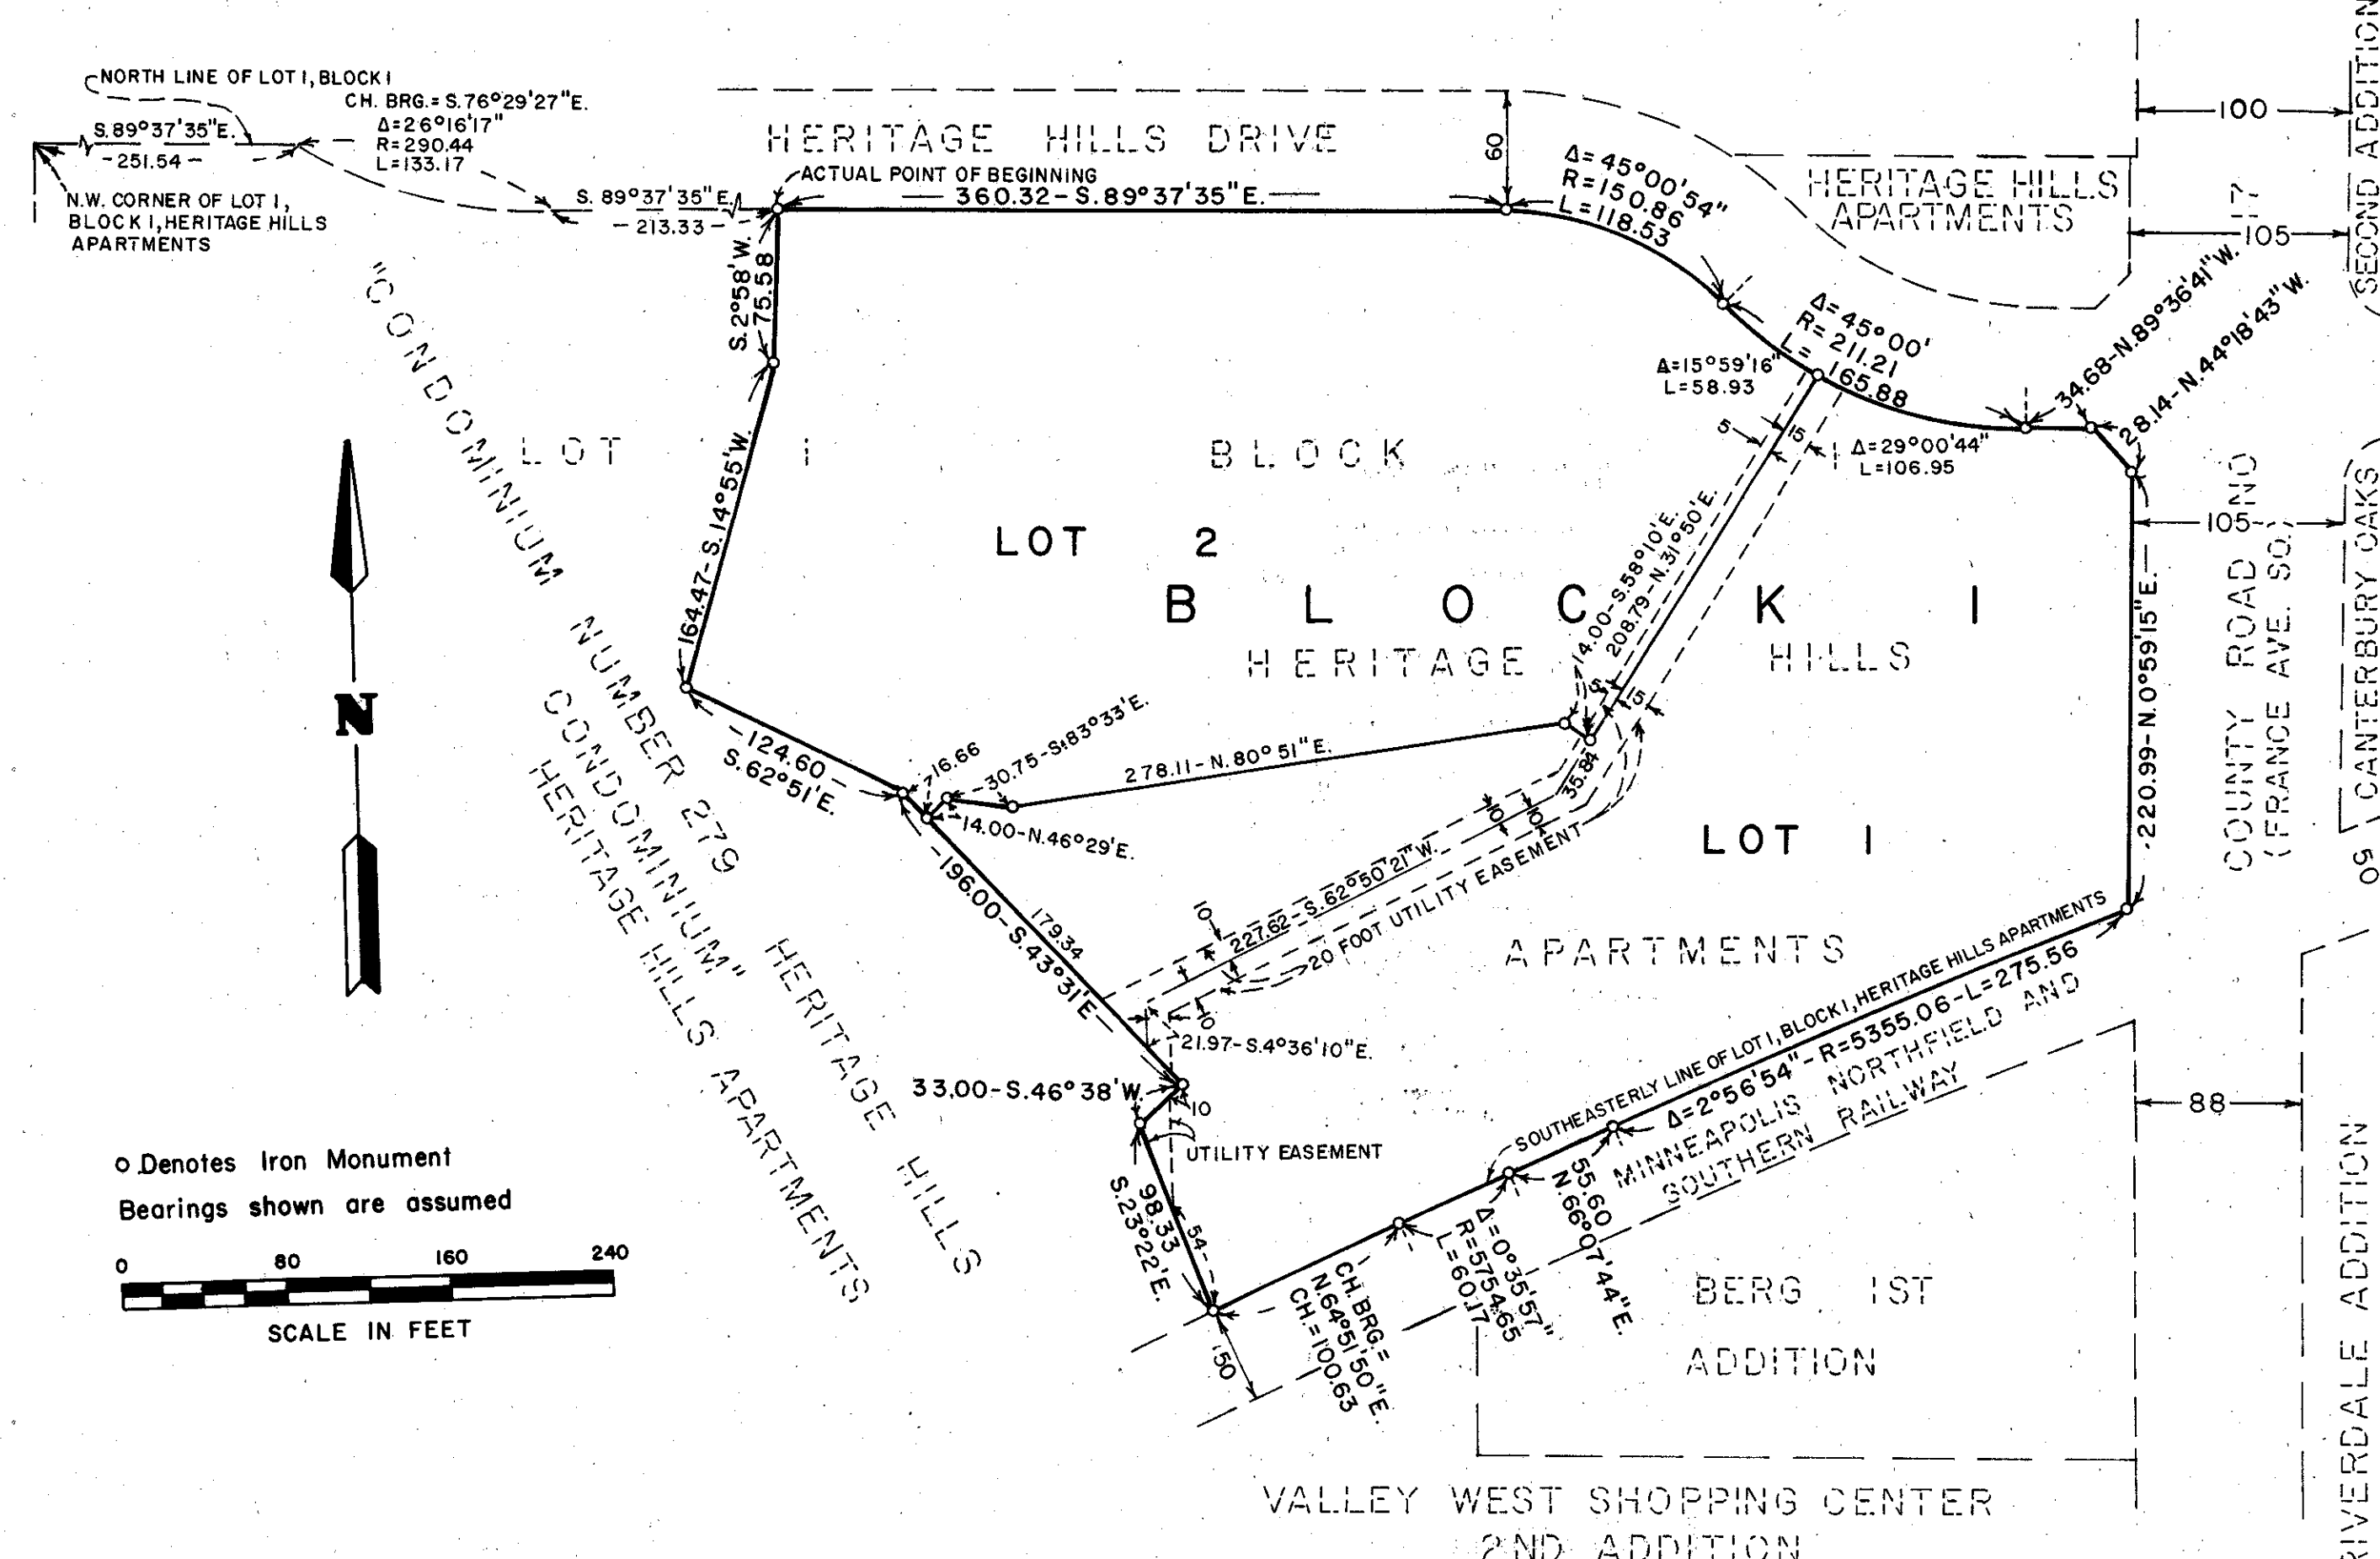 NORTH LINE OF LOT 1, BLOCK 1
CH. BRG.= S.76°29'27"E.
Δ=26°16'17"
R=290.44
L=133.17
S.89°37'35"E.
-251.54-
N.W. CORNER OF LOT 1,
BLOCK 1, HERITAGE HILLS
APARTMENTS
S. 89°37'35"E.
-213.33-
HERITAGE HILLS DRIVE
ACTUAL POINT OF BEGINNING
360.32-S.89°37'35"E.
60
Δ=45°00'54"
R=150.86
L=118.53
HERITAGE HILLS
APARTMENTS
100
17
105
SECOND ADDITION
Δ=45°00'
R=211.21
L=165.88
Δ=15°59'16"
L=58.93
Δ=29°00'44"
L=106.95
34.68-N.89°36'41"W.
28.14-N.44°18'43"W.
S.2°58'W.
75.58
164.47-S.14°55'W.
"CONDOMINIUM NUMBER 279
CONDOMINIUM"
HERITAGE HILLS APARTMENTS
HERITAGE HILLS
LOT 1
BLOCK
LOT 2
BLOCK 1
HERITAGE HILLS
5
15
14.00-S.58°10'E.
208.79-N.31°50'E.
5
15
105
COUNTY ROAD NO
(FRANCE AVE. SO.)
CANTERBURY OAKS
50
220.99-N.0°59'15"E.
N
-124.60-
S.62°51'E.
16.66
30.75-S.83°33'E.
14.00-N.46°29'E.
278.11-N.80°51'E.
35.84
10
10
LOT 1
196.00-S.43°31'E
179.34
10
227.62-S.62°50'21"W.
20 FOOT UTILITY EASEMENT
10
APARTMENTS
21.97-S.4°36'10"E.
33.00-S.46°38'W.
10
UTILITY EASEMENT
SOUTHEASTERLY LINE OF LOT 1, BLOCK 1, HERITAGE HILLS APARTMENTS
Δ=2°56'54"-R=5355.06-L=275.56
MINNEAPOLIS NORTHFIELD AND
SOUTHERN RAILWAY
88
98.33
S.23°22'E.
54
150
CH. BRG.=
N.64°51'50"E.
CH.=100.63
Δ=0°35'57"
R=5754.65
L=60.17
55.60
N.66°07'44"E.
o Denotes Iron Monument
Bearings shown are assumed
0 80 160 240
SCALE IN FEET
BERG 1ST
ADDITION
RIVERDALE ADDITION
VALLEY WEST SHOPPING CENTER
2ND ADDITION